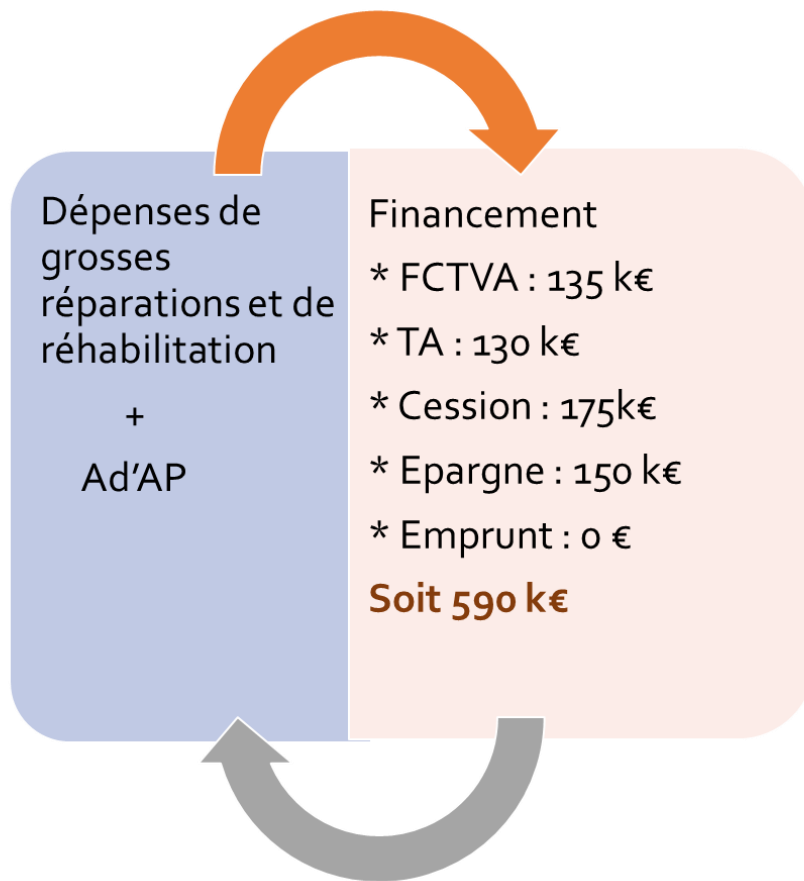 Dépenses de
grosses
réparations et de
réhabilitation
+
Ad’AP
Financement
* FCTVA : 135 k€
* TA : 130 k€
* Cession : 175k€
* Epargne : 150 k€
* Emprunt : 0 €
Soit 590 k€